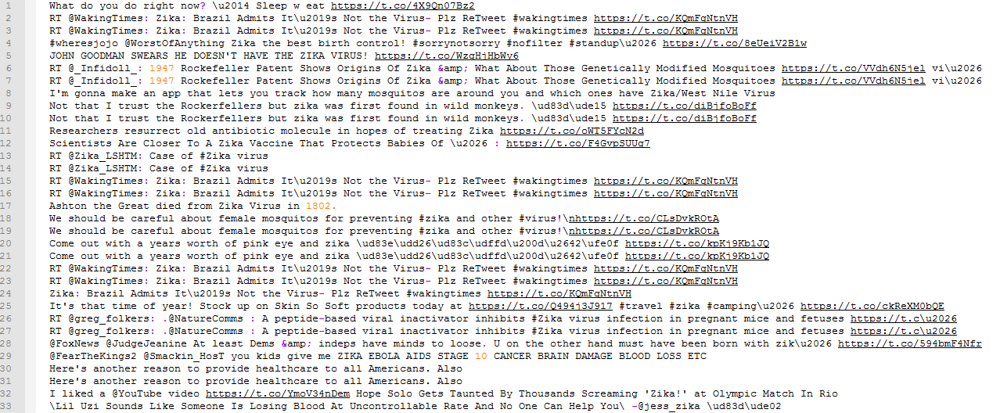 1 What do you do right now? \u2014 Sleep w eat https://t.co/4X9Qn07Bz2
2 RT @WakingTimes: Zika: Brazil Admits It\u2019s Not the Virus- Plz ReTweet #wakingtimes https://t.co/KQmFgNtnVH
3 RT @WakingTimes: Zika: Brazil Admits It\u2019s Not the Virus- Plz ReTweet #wakingtimes https://t.co/KQmFgNtnVH
4 #wheresjojo @WorstOfAnything Zika the best birth control! #sorrynotsorry #nofilter #standup\u2026 https://t.co/8eUeiV2B1w
5 JOHN GOODMAN SWEARS HE DOESN'T HAVE THE ZIKA VIRUS! https://t.co/WzqHjHbWv6
6 RT @_Infidoll_: 1947 Rockefeller Patent Shows Origins Of Zika &amp; What About Those Genetically Modified Mosquitoes https://t.co/VVdh6N5jel vi\u2026
7 RT @_Infidoll_: 1947 Rockefeller Patent Shows Origins Of Zika &amp; What About Those Genetically Modified Mosquitoes https://t.co/VVdh6N5jel vi\u2026
8 I'm gonna make an app that lets you track how many mosquitos are around you and which ones have Zika/West Nile Virus
9 Not that I trust the Rockerfellers but zika was first found in wild monkeys. \ud83d\ude15 https://t.co/diBjfoBoFf
10 Not that I trust the Rockerfellers but zika was first found in wild monkeys. \ud83d\ude15 https://t.co/diBjfoBoFf
11 Researchers resurrect old antibiotic molecule in hopes of treating Zika https://t.co/oWT5FYcN2d
12 Scientists Are Closer To A Zika Vaccine That Protects Babies Of \u2026 : https://t.co/F4GvpSUUq7
13 RT @Zika_LSHTM: Case of #Zika virus
14 RT @Zika_LSHTM: Case of #Zika virus
15 RT @WakingTimes: Zika: Brazil Admits It\u2019s Not the Virus- Plz ReTweet #wakingtimes https://t.co/KQmFgNtnVH
16 RT @WakingTimes: Zika: Brazil Admits It\u2019s Not the Virus- Plz ReTweet #wakingtimes https://t.co/KQmFgNtnVH
17 Ashton the Great died from Zika Virus in 1802.
18 We should be careful about female mosquitos for preventing #zika and other #virus!\nhttps://t.co/CLsDvkROtA
19 We should be careful about female mosquitos for preventing #zika and other #virus!\nhttps://t.co/CLsDvkROtA
20 Come out with a years worth of pink eye and zika \ud83e\udd26\ud83c\udffd\u200d\u2642\ufe0f https://t.co/kpKj9Kb1JQ
21 Come out with a years worth of pink eye and zika \ud83e\udd26\ud83c\udffd\u200d\u2642\ufe0f https://t.co/kpKj9Kb1JQ
22 RT @WakingTimes: Zika: Brazil Admits It\u2019s Not the Virus- Plz ReTweet #wakingtimes https://t.co/KQmFgNtnVH
23 RT @WakingTimes: Zika: Brazil Admits It\u2019s Not the Virus- Plz ReTweet #wakingtimes https://t.co/KQmFgNtnVH
24 Zika: Brazil Admits It\u2019s Not the Virus- Plz ReTweet #wakingtimes https://t.co/KQmFgNtnVH
25 It's that time of year! Stock up on Skin So Soft products today at https://t.co/Q494j3J917 #travel #zika #camping\u2026 https://t.co/ckReXM0bQE
26 RT @greg_folkers: .@NatureComms : A peptide-based viral inactivator inhibits #Zika virus infection in pregnant mice and fetuses https://t.c\u2026
27 RT @greg_folkers: .@NatureComms : A peptide-based viral inactivator inhibits #Zika virus infection in pregnant mice and fetuses https://t.c\u2026
28 @FoxNews @JudgeJeanine At least Dems &amp; indeps have minds to loose. U on the other hand must have been born with zik\u2026 https://t.co/594bmF4Nfr
29 @FearTheKings2 @Smackin_HosT you kids give me ZIKA EBOLA AIDS STAGE 10 CANCER BRAIN DAMAGE BLOOD LOSS ETC
30 Here's another reason to provide healthcare to all Americans. Also
31 Here's another reason to provide healthcare to all Americans. Also
32 I liked a @YouTube video https://t.co/YmoV34nDem Hope Solo Gets Taunted By Thousands Screaming 'Zika!' at Olympic Match In Rio
33 \Lil Uzi Sounds Like Someone Is Losing Blood At Uncontrollable Rate And No One Can Help You\ -@jess_zika \ud83d\ude02